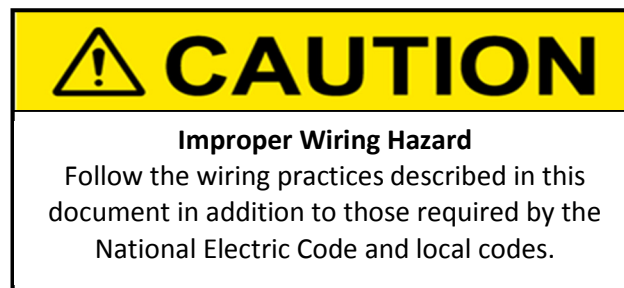 CAUTION
Improper Wiring Hazard
Follow the wiring practices described in this
document in addition to those required by the
National Electric Code and local codes.